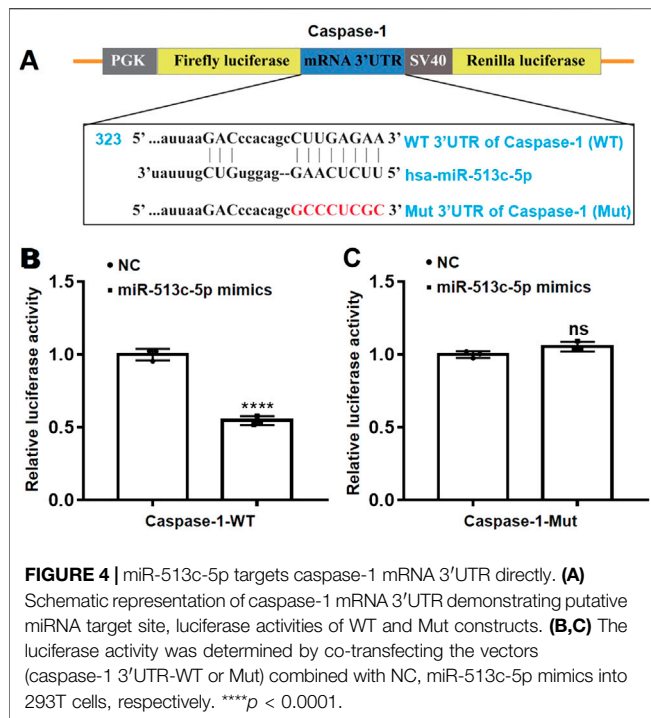 Caspase-1
A
PGK Firefly luciferase mRNA 3'UTR SV40 Renilla luciferase
323 5' ...auuaaGACccacagcCUUGAGAA 3' WT 3'UTR of Caspase-1 (WT)
3'uauuugCUGuggag--GAACUCUU 5' hsa-miR-513c-5p
5' ...auuaaGACccacagcGCCCUCGC 3' Mut 3'UTR of Caspase-1 (Mut)
B
NC
miR-513c-5p mimics
Relative luciferase activity
1.5
1.0
0.5
0.0
****
Caspase-1-WT
C
NC
miR-513c-5p mimics
Relative luciferase activity
1.5
1.0
0.5
0.0
ns
Caspase-1-Mut
FIGURE 4 | miR-513c-5p targets caspase-1 mRNA 3′UTR directly. (A)
Schematic representation of caspase-1 mRNA 3′UTR demonstrating putative
miRNA target site, luciferase activities of WT and Mut constructs. (B,C) The
luciferase activity was determined by co-transfecting the vectors
(caspase-1 3′UTR-WT or Mut) combined with NC, miR-513c-5p mimics into
293T cells, respectively. ****p < 0.0001.